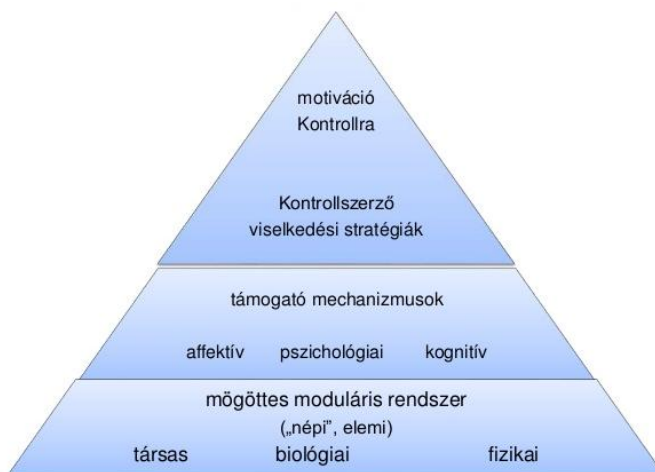 motiváció
Kontrollra
Kontrollszerző
viselkedési stratégiák
támogató mechanizmusok
affektív pszichológiai kognitív
mögöttes moduláris rendszer
(„népi”, elemi)
társas biológiai fizikai